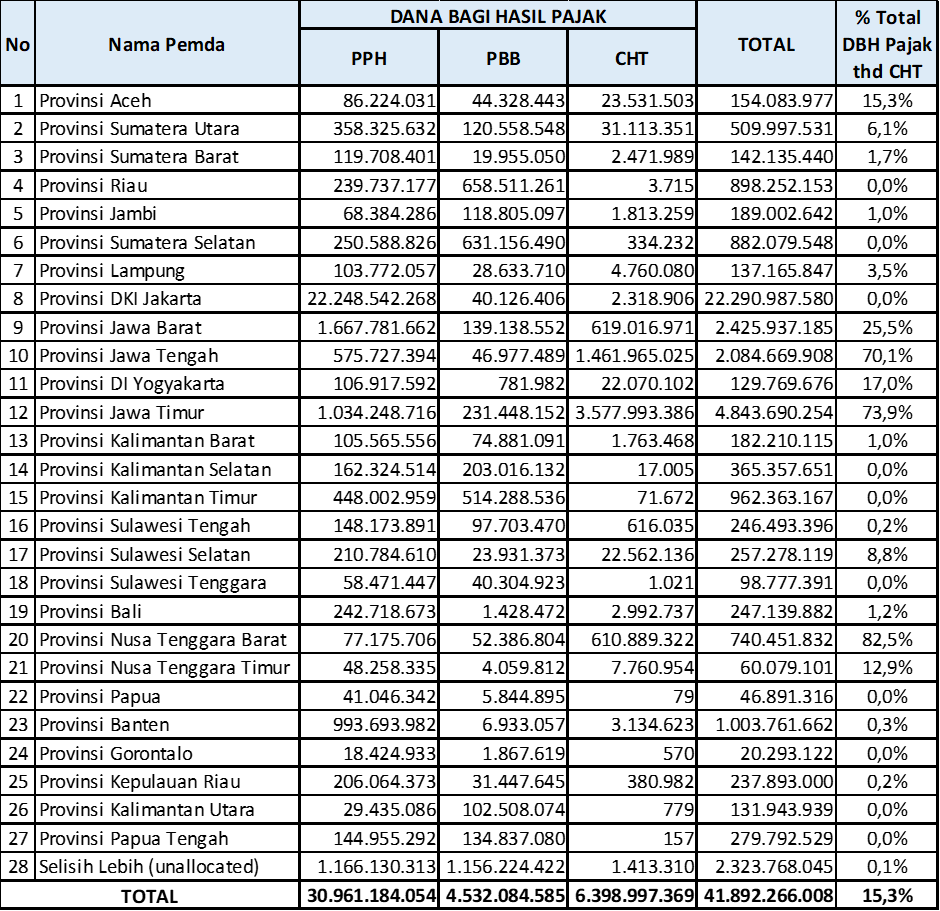 No Nama Pemda DANA BAGI HASIL PAJAK TOTAL % Total DBH Pajak thd CHT
PPH PBB CHT
1 Provinsi Aceh 86.224.031 44.328.443 23.531.503 154.083.977 15,3%
2 Provinsi Sumatera Utara 358.325.632 120.558.548 31.113.351 509.997.531 6,1%
3 Provinsi Sumatera Barat 119.708.401 19.955.050 2.471.989 142.135.440 1,7%
4 Provinsi Riau 239.737.177 658.511.261 3.715 898.252.153 0,0%
5 Provinsi Jambi 68.384.286 118.805.097 1.813.259 189.002.642 1,0%
6 Provinsi Sumatera Selatan 250.588.826 631.156.490 334.232 882.079.548 0,0%
7 Provinsi Lampung 103.772.057 28.633.710 4.760.080 137.165.847 3,5%
8 Provinsi DKI Jakarta 22.248.542.268 40.126.406 2.318.906 22.290.987.580 0,0%
9 Provinsi Jawa Barat 1.667.781.662 139.138.552 619.016.971 2.425.937.185 25,5%
10 Provinsi Jawa Tengah 575.727.394 46.977.489 1.461.965.025 2.084.669.908 70,1%
11 Provinsi DI Yogyakarta 106.917.592 781.982 22.070.102 129.769.676 17,0%
12 Provinsi Jawa Timur 1.034.248.716 231.448.152 3.577.993.386 4.843.690.254 73,9%
13 Provinsi Kalimantan Barat 105.565.556 74.881.091 1.763.468 182.210.115 1,0%
14 Provinsi Kalimantan Selatan 162.324.514 203.016.132 17.005 365.357.651 0,0%
15 Provinsi Kalimantan Timur 448.002.959 514.288.536 71.672 962.363.167 0,0%
16 Provinsi Sulawesi Tengah 148.173.891 97.703.470 616.035 246.493.396 0,2%
17 Provinsi Sulawesi Selatan 210.784.610 23.931.373 22.562.136 257.278.119 8,8%
18 Provinsi Sulawesi Tenggara 58.471.447 40.304.923 1.021 98.777.391 0,0%
19 Provinsi Bali 242.718.673 1.428.472 2.992.737 247.139.882 1,2%
20 Provinsi Nusa Tenggara Barat 77.175.706 52.386.804 610.889.322 740.451.832 82,5%
21 Provinsi Nusa Tenggara Timur 48.258.335 4.059.812 7.760.954 60.079.101 12,9%
22 Provinsi Papua 41.046.342 5.844.895 79 46.891.316 0,0%
23 Provinsi Banten 993.693.982 6.933.057 3.134.623 1.003.761.662 0,3%
24 Provinsi Gorontalo 18.424.933 1.867.619 570 20.293.122 0,0%
25 Provinsi Kepulauan Riau 206.064.373 31.447.645 380.982 237.893.000 0,2%
26 Provinsi Kalimantan Utara 29.435.086 102.508.074 779 131.943.939 0,0%
27 Provinsi Papua Tengah 144.955.292 134.837.080 157 279.792.529 0,0%
28 Selisih Lebih (unallocated) 1.166.130.313 1.156.224.422 1.413.310 2.323.768.045 0,1%
TOTAL 30.961.184.054 4.532.084.585 6.398.997.369 41.892.266.008 15,3%